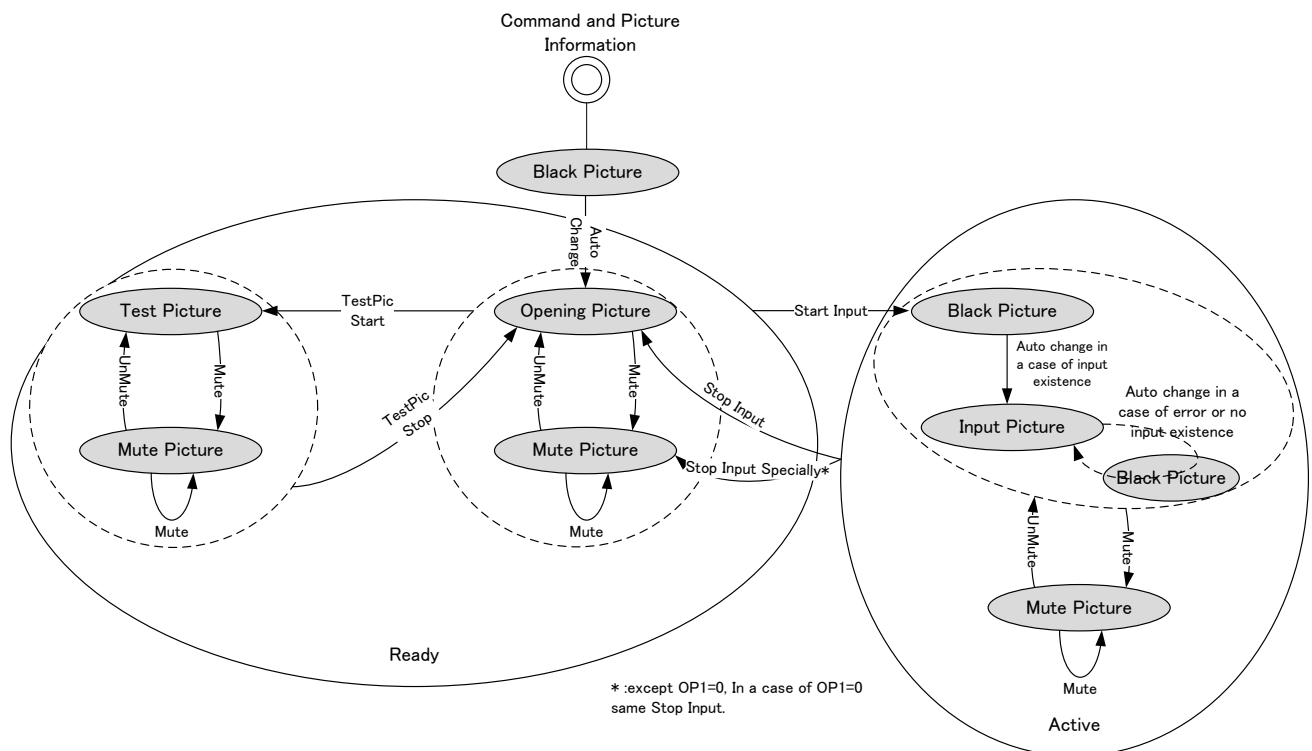 Command and Picture
Information
Black Picture
Auto
Change
Test Picture
TestPic
Start
Opening Picture
Start Input
Black Picture
Auto change in
a case of input
existence
UnMute
Mute
UnMute
Mute
Stop Input
Auto change in a
case of error or no
input existence
TestPic
Stop
Input Picture
Mute Picture
Mute Picture
Stop Input Specially*
Black Picture
Mute
Mute
UnMute
Mute
Mute Picture
Ready
* :except OP1=0, In a case of OP1=0
same Stop Input.
Mute
Active